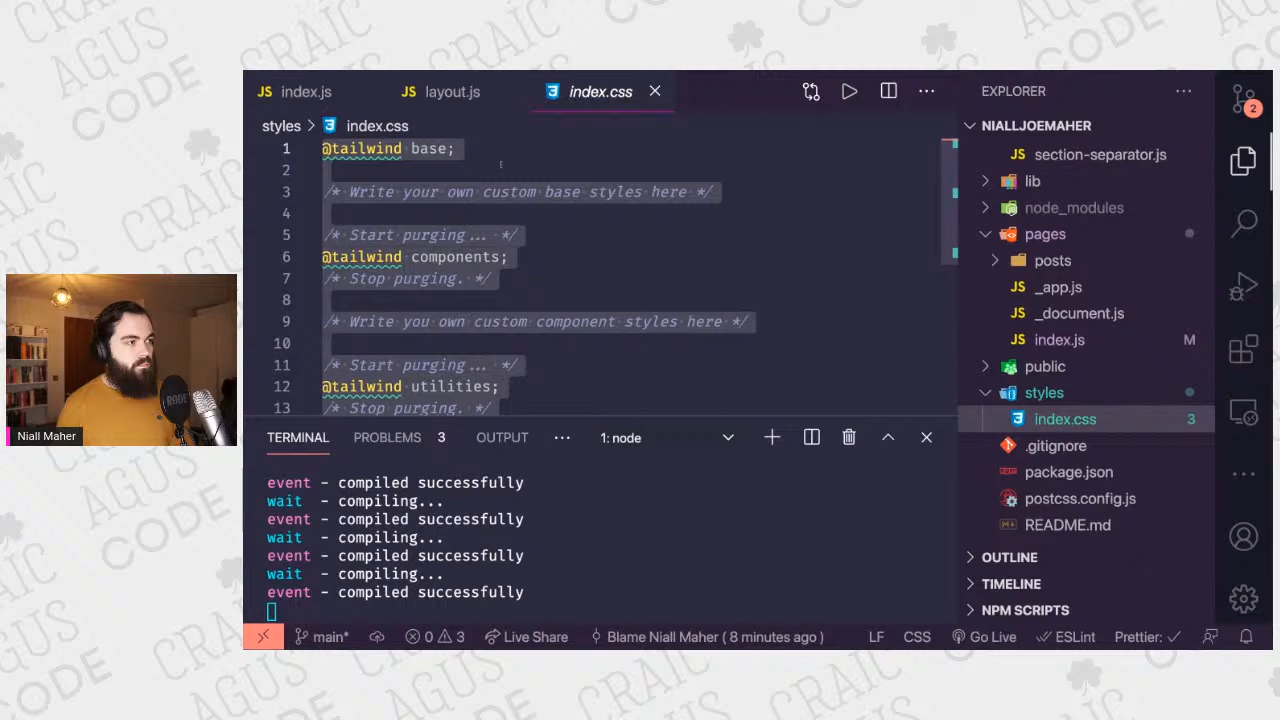 CRAIC
AGUS
CODE
index.js
layout.js
index.css
EXPLORER
styles > index.css
NIALLJOEMAHER
1 @tailwind base;
2
3 /* Write your own custom base styles here */
4
5 /* Start purging... */
6 @tailwind components;
7 /* Stop purging. */
8
9 /* Write you own custom component styles here */
10
11 /* Start purging... */
12 @tailwind utilities;
13 /* Stop purging. */
section-separator.js
lib
node_modules
pages
posts
_app.js
_document.js
index.js M
public
styles
index.css 3
.gitignore
package.json
postcss.config.js
README.md
OUTLINE
TIMELINE
NPM SCRIPTS
2
RODE
Niall Maher
TERMINAL PROBLEMS 3 OUTPUT ... 1: node
event - compiled successfully
wait - compiling...
event - compiled successfully
wait - compiling...
event - compiled successfully
wait - compiling...
event - compiled successfully
main* 0 3 Live Share Blame Niall Maher ( 8 minutes ago ) LF CSS Go Live ESLint Prettier: ✓